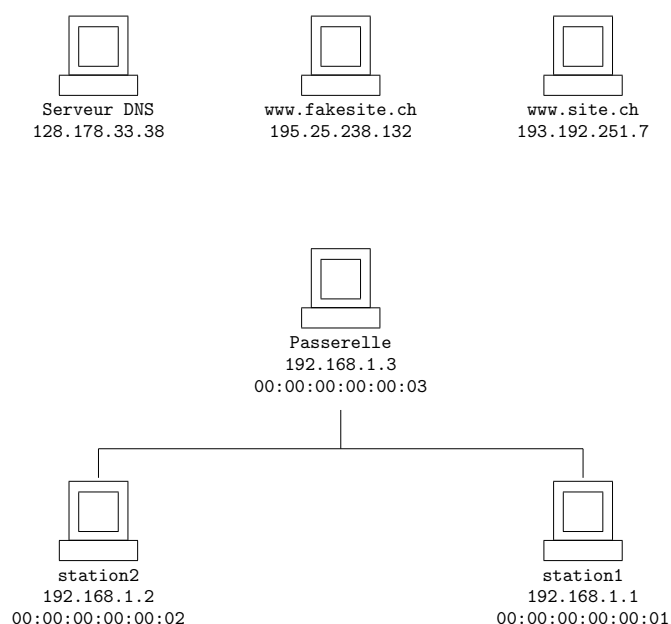 Serveur DNS
128.178.33.38
www.fakesite.ch
195.25.238.132
www.site.ch
193.192.251.7
Passerelle
192.168.1.3
00:00:00:00:00:03
station2
192.168.1.2
00:00:00:00:00:02
station1
192.168.1.1
00:00:00:00:00:01